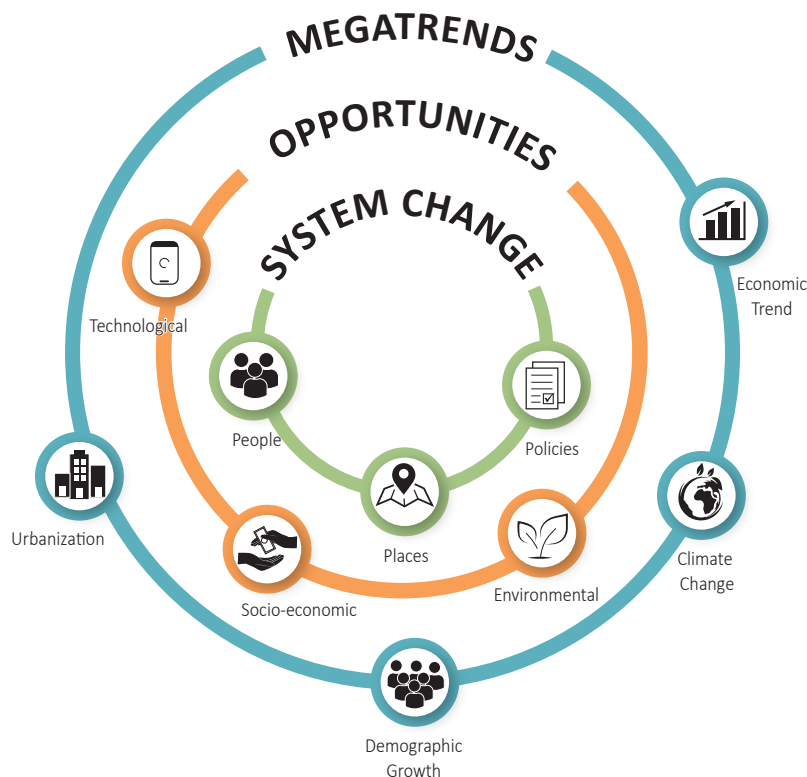 MEGATRENDS
OPPORTUNITIES
SYSTEM CHANGE
Economic
Trend
Technological
People
Policies
Urbanization
Places
Climate
Change
Socio-economic
Environmental
Demographic
Growth